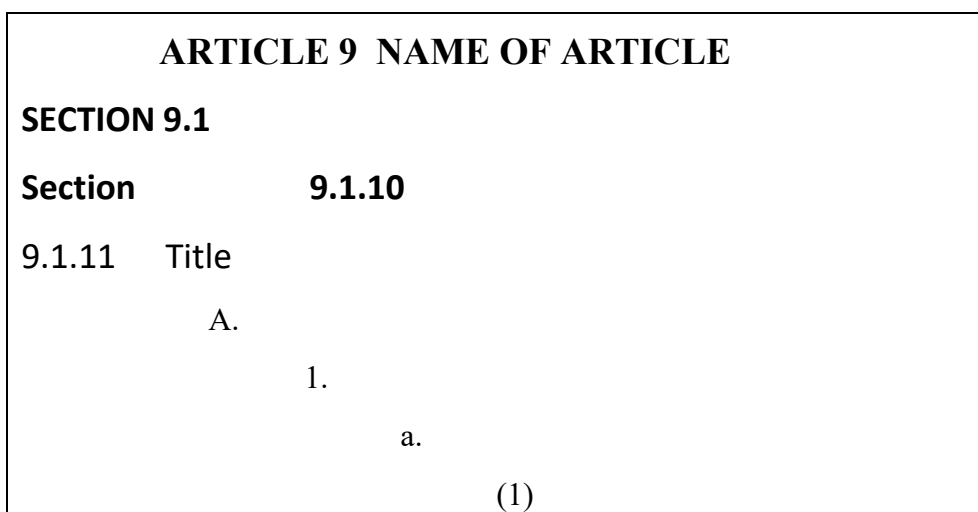 ARTICLE 9 NAME OF ARTICLE
SECTION 9.1
Section 9.1.10
9.1.11 Title
A.
1.
a.
(1)